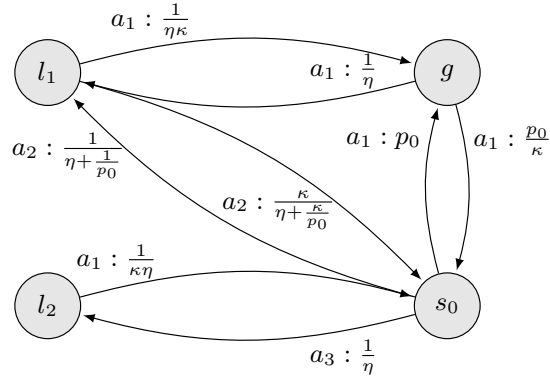 a₁ : 1/(ηκ)
l₁
a₁ : 1/η
g
a₂ : 1/(η + 1/p₀)
a₁ : p₀
a₁ : p₀/κ
a₂ : κ/(η + κ/p₀)
a₁ : 1/(κη)
l₂
s₀
a₃ : 1/η